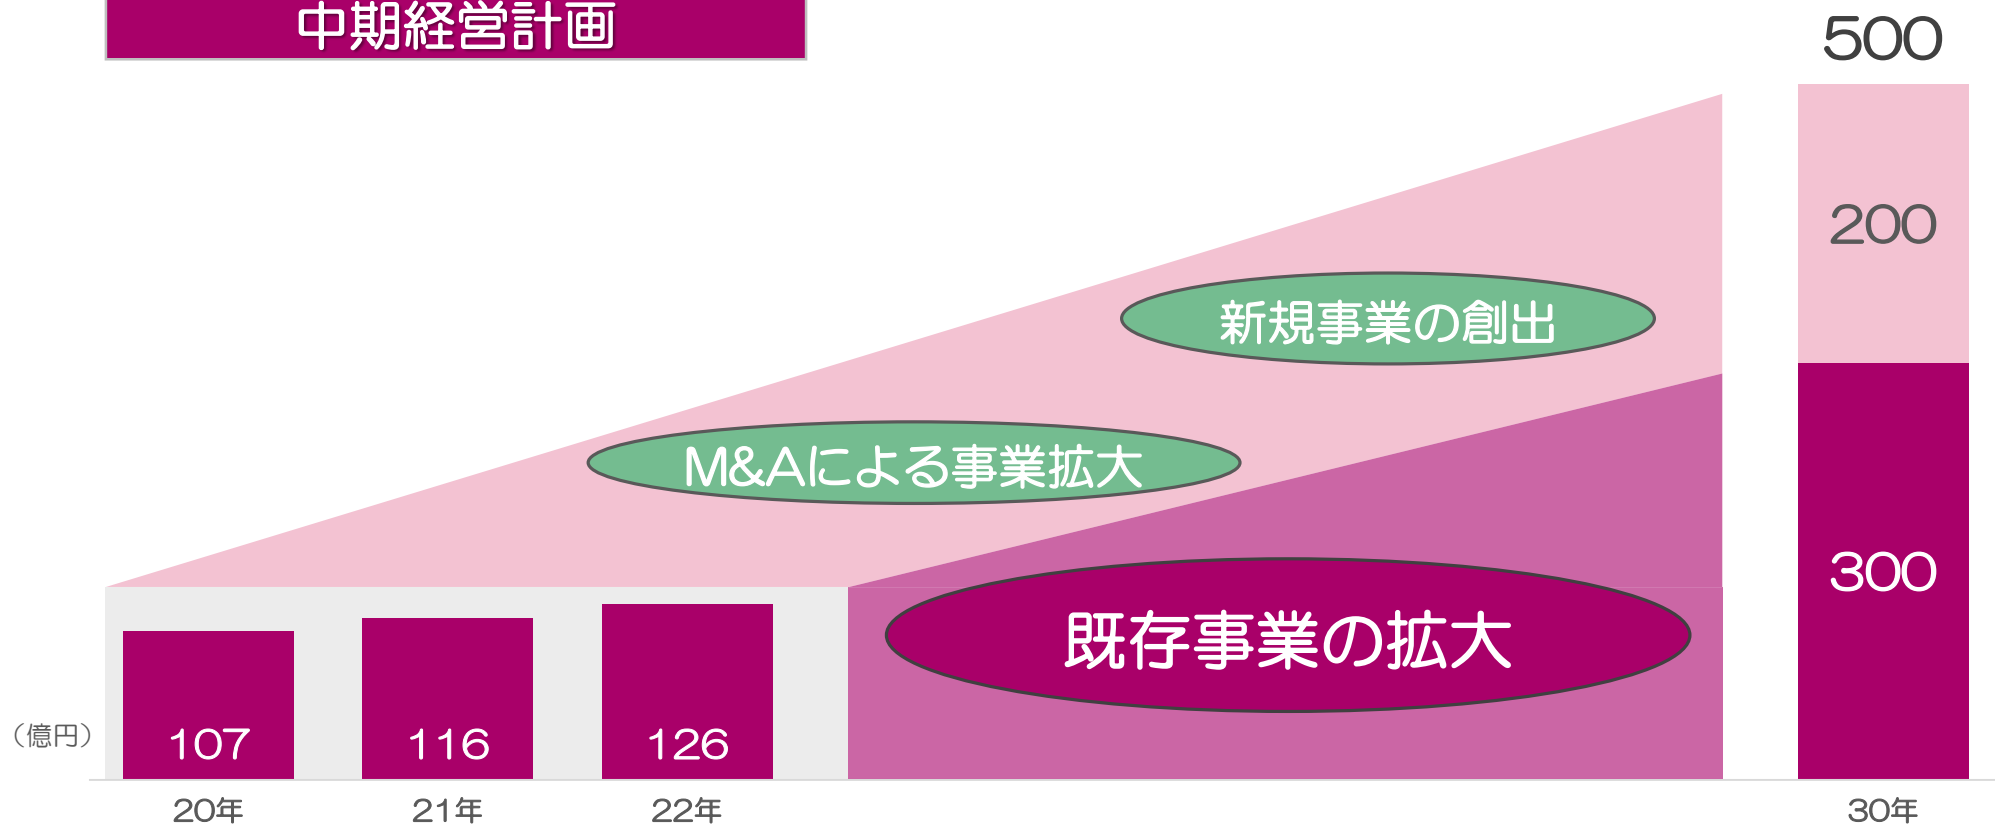 中期経営計画
500
200
新規事業の創出
M&Aによる事業拡大
300
既存事業の拡大
（億円）
107
116
126
20年
21年
22年
30年